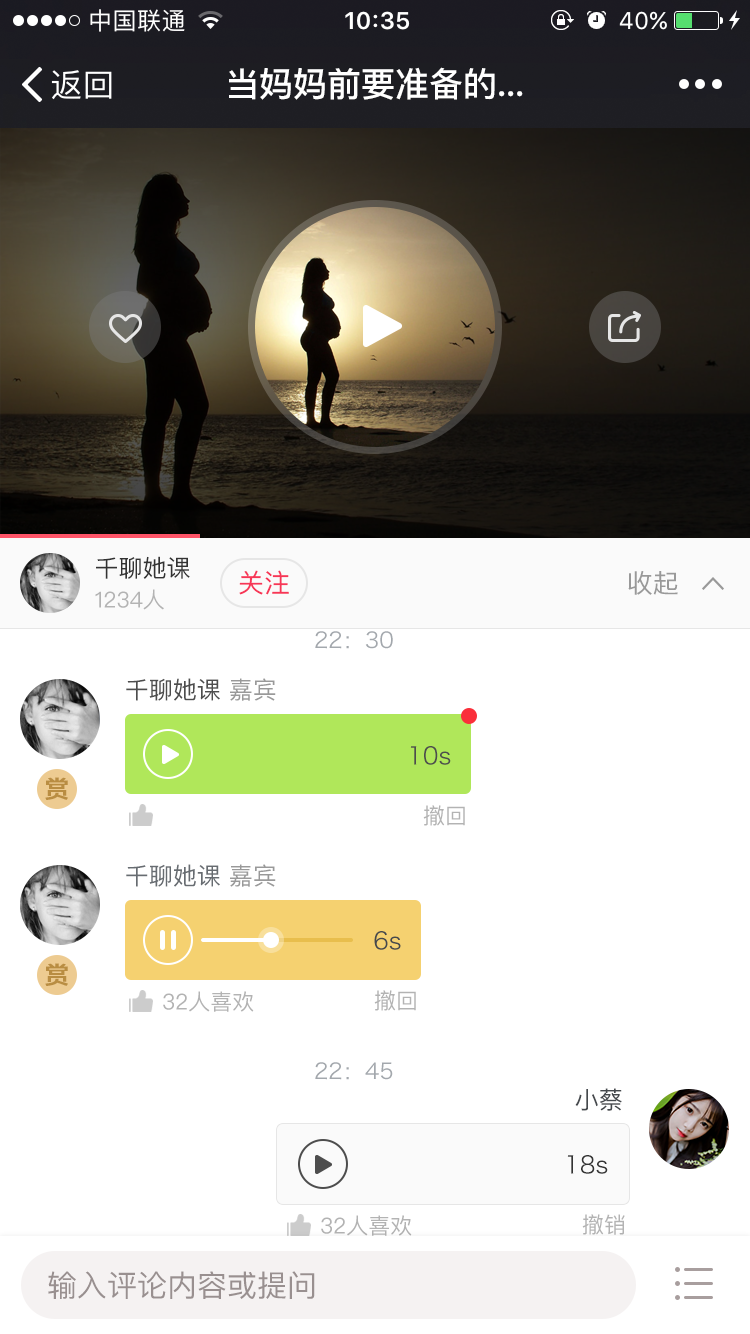 中国联通 10:35 40%
返回 当妈妈前要准备的...
千聊她课
1234人
关注
收起
22：30
千聊她课 嘉宾
10s
赏
撤回
千聊她课 嘉宾
6s
赏
32人喜欢 撤回
22：45
小蔡
18s
32人喜欢 撤销
输入评论内容或提问